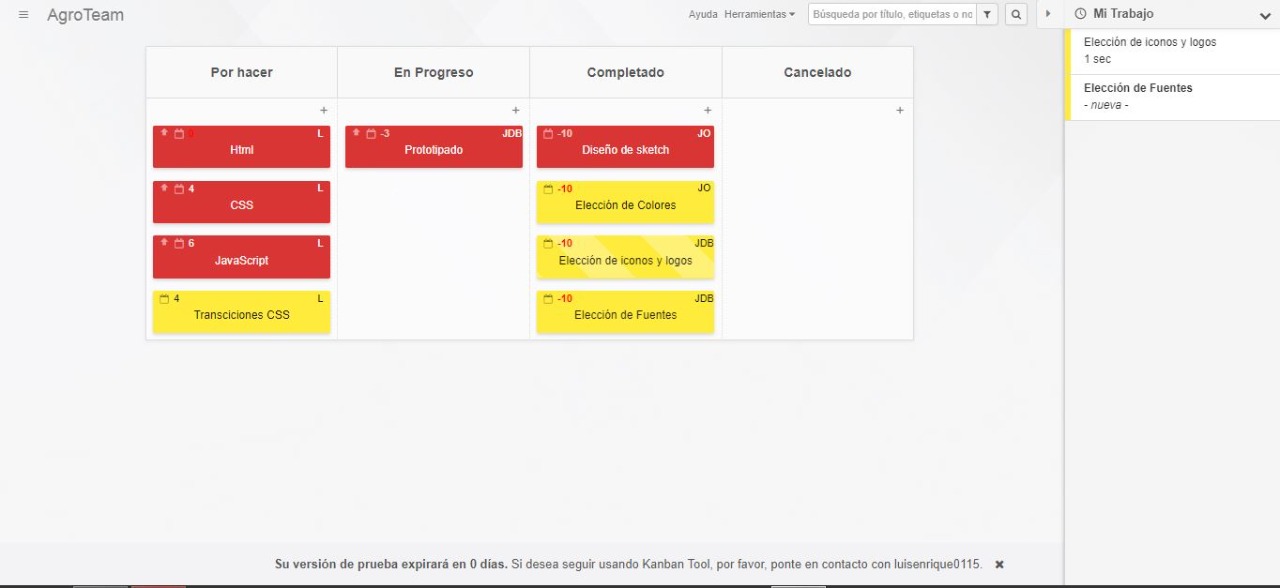 AgroTeam
Ayuda Herramientas
Búsqueda por título, etiquetas o no
Mi Trabajo
Elección de iconos y logos
1 sec
Elección de Fuentes
- nueva -
Por hacer
En Progreso
Completado
Cancelado
+
+
+
+
0 L
Html
4 L
CSS
6 L
JavaScript
4 L
Transciciones CSS
-3 JDB
Prototipado
-10 JO
Diseño de sketch
-10 JO
Elección de Colores
-10 JDB
Elección de iconos y logos
-10 JDB
Elección de Fuentes
Su versión de prueba expirará en 0 días. Si desea seguir usando Kanban Tool, por favor, ponte en contacto con luisenrique0115.